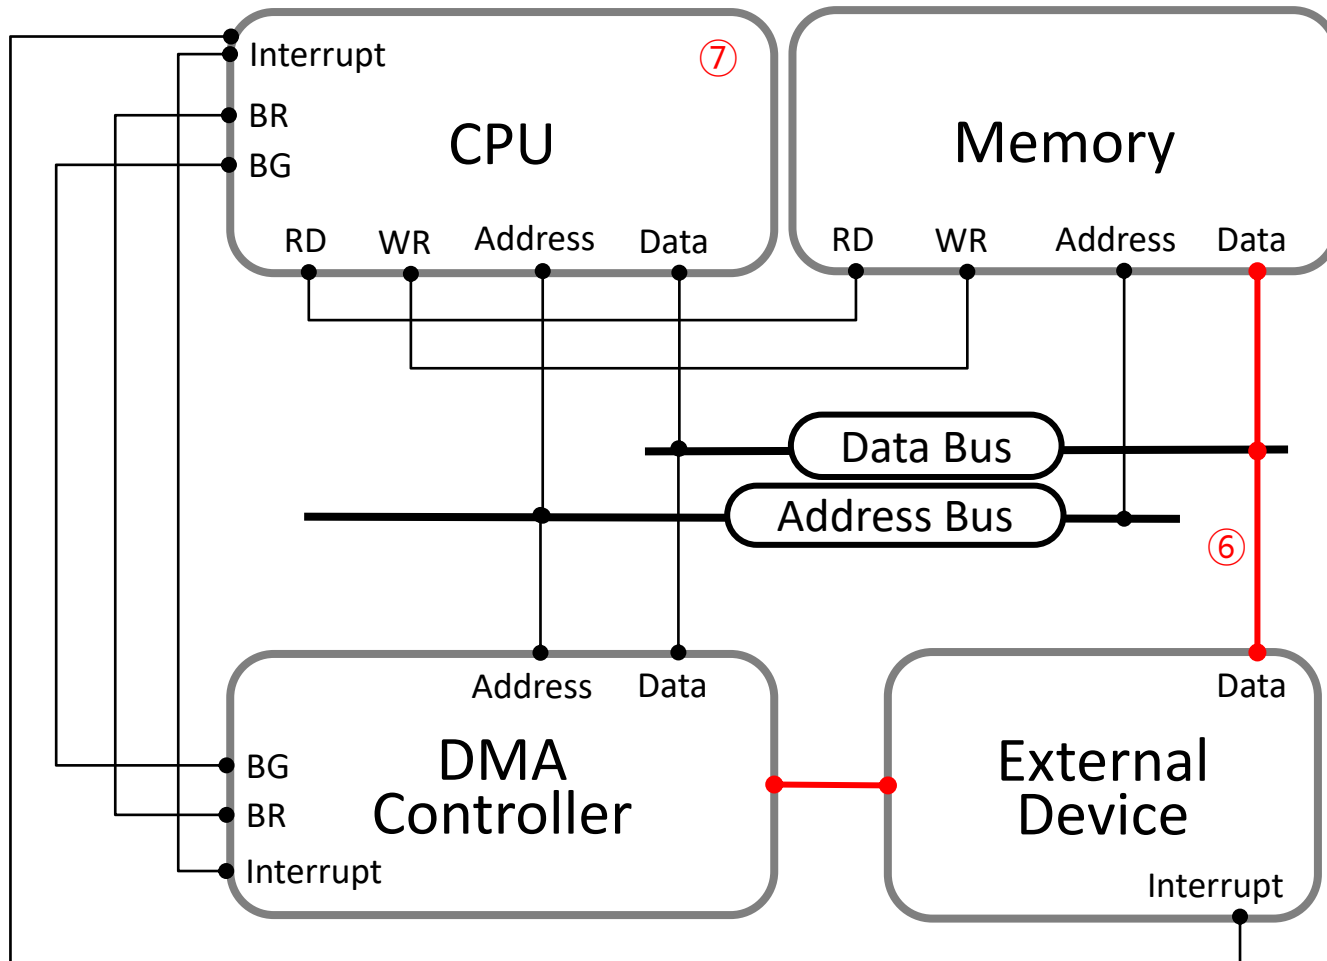 Interrupt
⑦
BR
CPU
Memory
BG
RD
WR
Address
Data
RD
WR
Address
Data
Data Bus
Address Bus
⑥
Address
Data
Data
BG
DMA
Controller
External
Device
BR
Interrupt
Interrupt